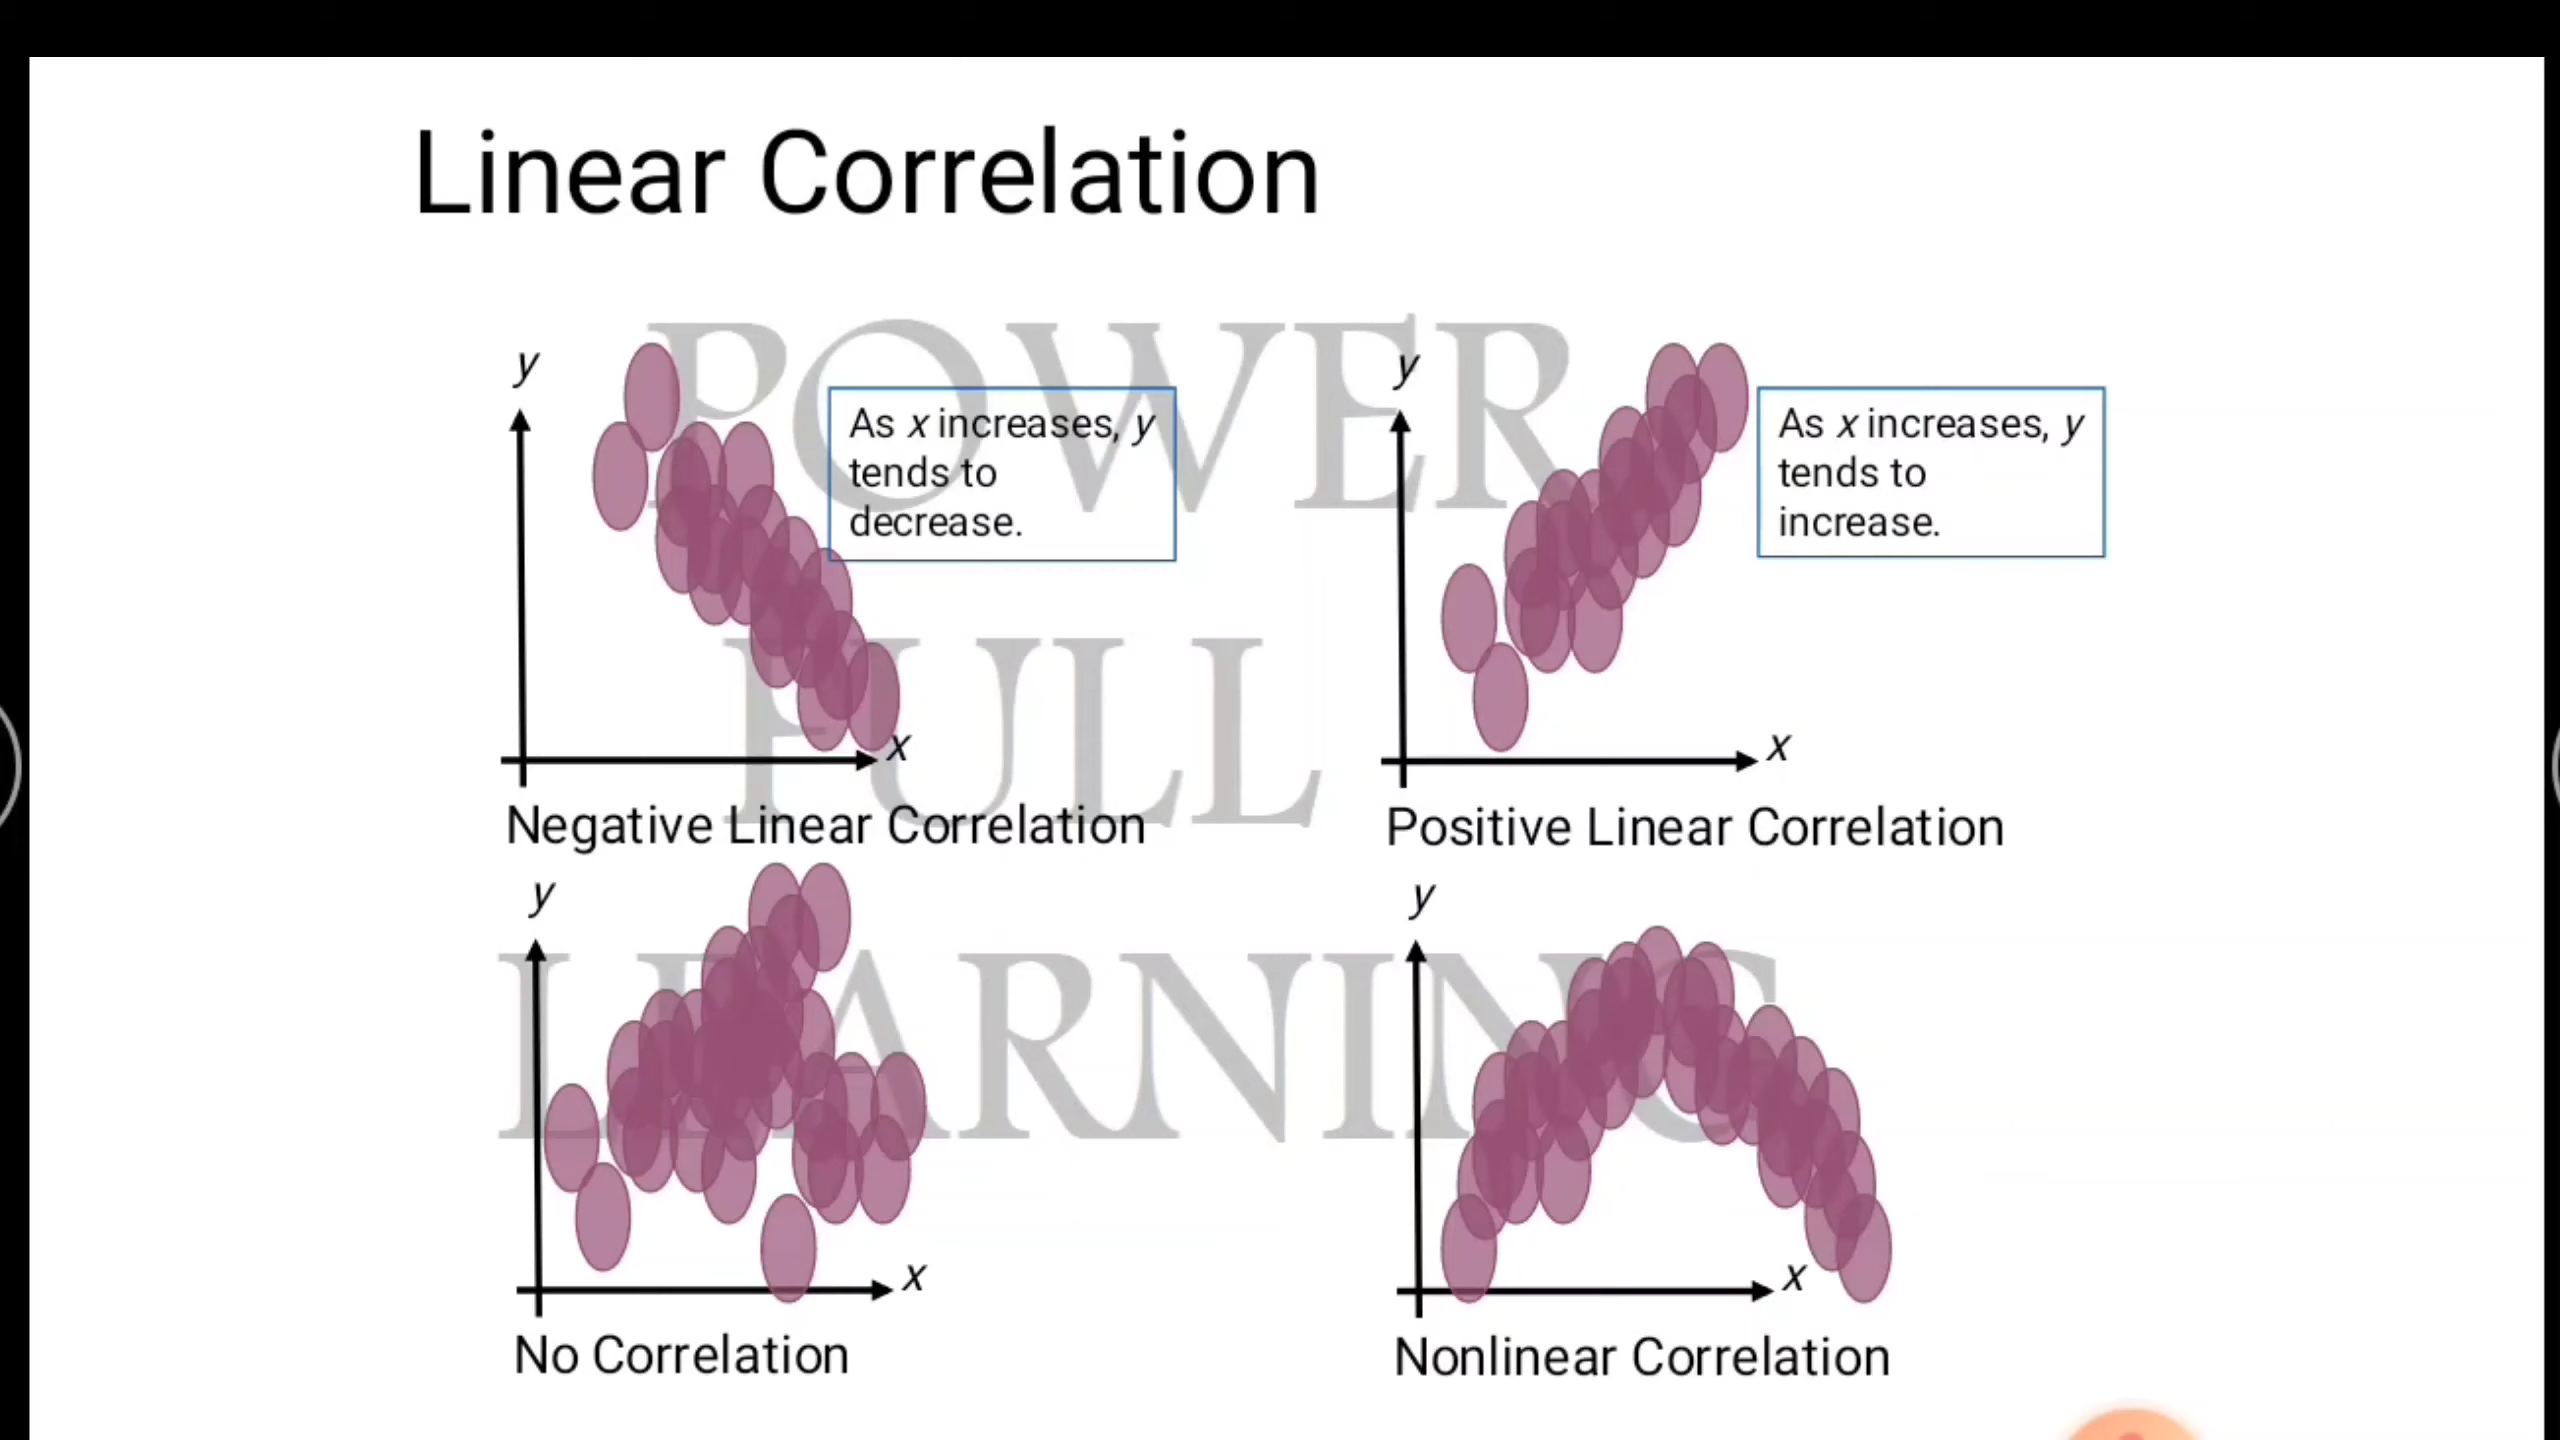 Linear Correlation
POWER
FULL
LEARNING
y
As x increases, y
tends to
decrease.
x
Negative Linear Correlation
y
As x increases, y
tends to
increase.
x
Positive Linear Correlation
y
x
No Correlation
y
x
Nonlinear Correlation